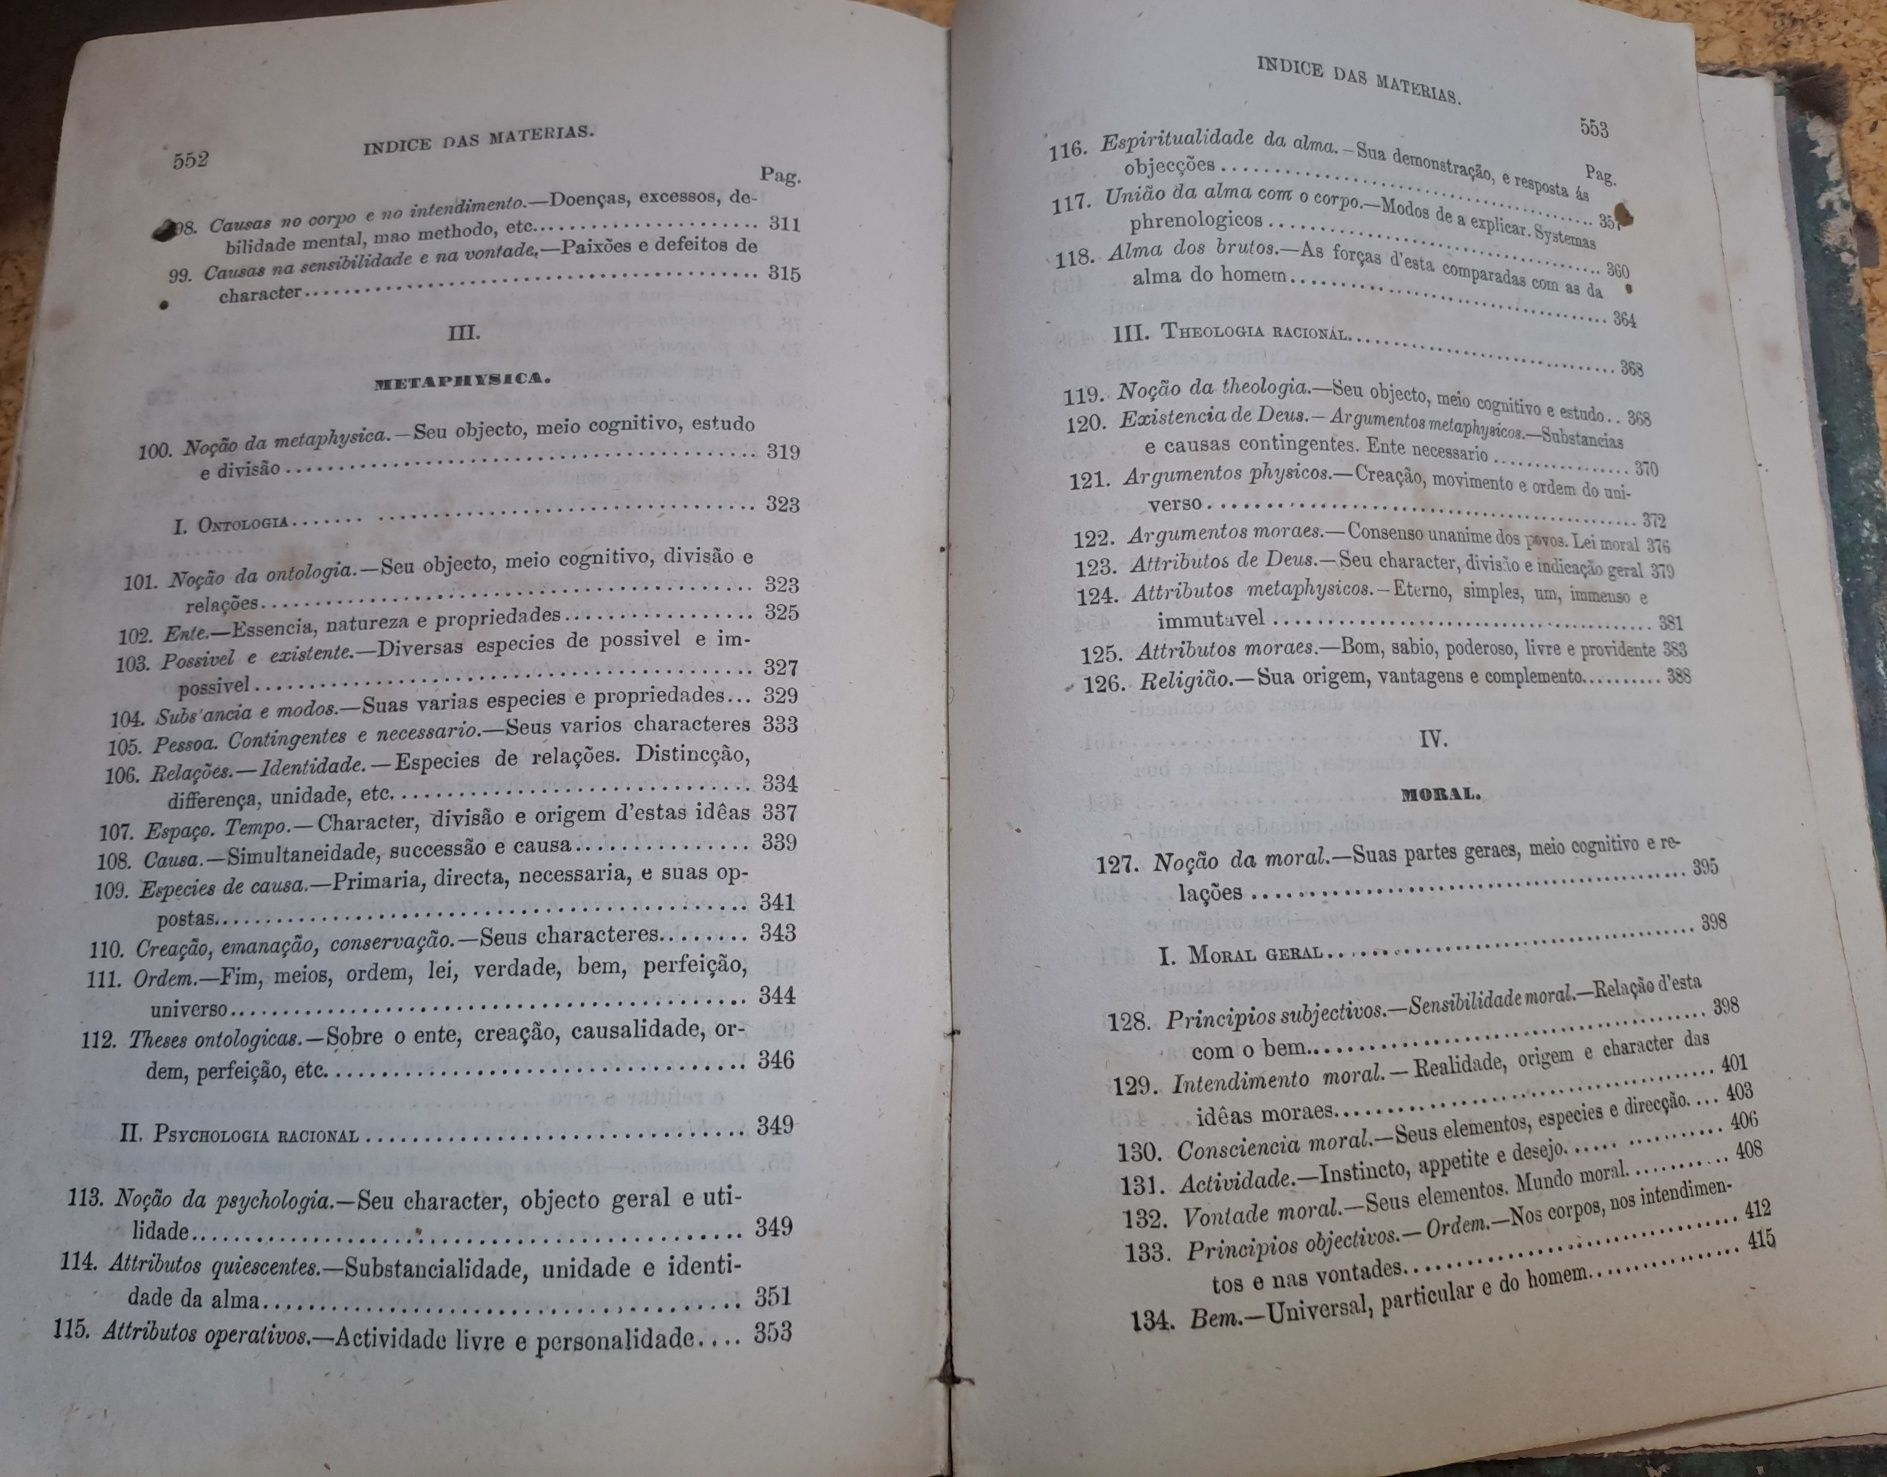 552
INDICE DAS MATERIAS.
Pag.
98. Causas no corpo e no intendimento.—Doenças, excessos, de-
bilidade mental, mao methodo, etc.................... 311
99. Causas na sensibilidade e na vontade.—Paixões e defeitos de
character........................................ 315
III.
METAPHYSICA.
100. Noção da metaphysica.—Seu objecto, meio cognitivo, estudo
e divisão........................................ 319
I. ONTOLOGIA....... ................................ 323
101. Noção da ontologia.—Seu objecto, meio cognitivo, divisão e
relações........................................ 323
102. Ente.—Essencia, natureza e propriedades................ 325
103. Possivel e existente.—Diversas especies de possivel e im-
possivel........................................ 327
104. Subs'ancia e modos.—Suas varias especies e propriedades... 329
105. Pessoa. Contingentes e necessario.—Seus varios characteres 333
106. Relações.—Identidade.—Especies de relações. Distincção,
differença, unidade, etc............................. 334
107. Espaço. Tempo.—Character, divisão e origem d'estas idêas 337
108. Causa.—Simultaneidade, successão e causa............... 339
109. Especies de causa.—Primaria, directa, necessaria, e suas op-
postas........................................ 341
110. Creação, emanação, conservação.—Seus characteres........ 343
111. Ordem.—Fim, meios, ordem, lei, verdade, bem, perfeição,
universo........................................ 344
112. Theses ontologicas.—Sobre o ente, creação, causalidade, or-
dem, perfeição, etc................................. 346
II. PSYCHOLOGIA RACIONAL................................ 349
113. Noção da psychologia.—Seu character, objecto geral e uti-
lidade........................................ 349
114. Attributos quiescentes.—Substancialidade, unidade e identi-
dade da alma................................... 351
115. Attributos operativos.—Actividade livre e personalidade.... 353
INDICE DAS MATERIAS.
553
Pag.
116. Espiritualidade da alma.—Sua demonstração, e resposta ás
objecções........................................ 357
117. União da alma com o corpo.—Modos de a explicar. Systemas
phrenologicos................................... 360
118. Alma dos brutos.—As forças d'esta comparadas com as da
alma do homem................................ 364
III. THEOLOGIA RACIONÁL............................ 368
119. Noção da theologia.—Seu objecto, meio cognitivo e estudo.. 368
120. Existencia de Deus.—Argumentos metaphysicos.—Substancias
e causas contingentes. Ente necessario................ 370
121. Argumentos physicos.—Creação, movimento e ordem do uni-
verso........................................ 372
122. Argumentos moraes.—Consenso unanime dos povos. Lei moral 376
123. Attributos de Deus.—Seu character, divisão e indicação geral 379
124. Attributos metaphysicos.—Eterno, simples, um, immenso e
immutavel...................................... 381
125. Attributos moraes.—Bom, sabio, poderoso, livre e providente 383
126. Religião.—Sua origem, vantagens e complemento.......... 388
IV.
MORAL.
127. Noção da moral.—Suas partes geraes, meio cognitivo e re-
lações........................................ 395
I. MORAL GERAL................................ 398
128. Principios subjectivos.—Sensibilidade moral.—Relação d'esta
com o bem..................................... 398
129. Intendimento moral.—Realidade, origem e character das
idêas moraes................................... 401
130. Consciencia moral.—Seus elementos, especies e direcção.... 403
131. Actividade.—Instincto, appetite e desejo...... .......... 406
132. Vontade moral.—Seus elementos. Mundo moral............ 408
133. Principios objectivos.—Ordem.—Nos corpos, nos intendimen-
tos e nas vontades................................ 412
134. Bem.—Universal, particular e do homem................ 415